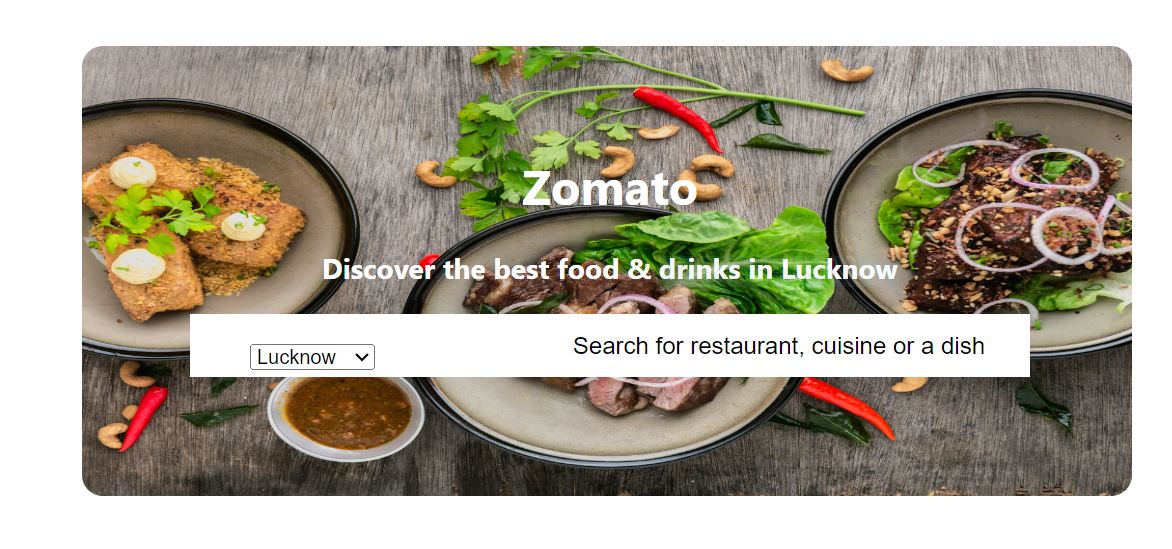 Zomato
Discover the best food & drinks in Lucknow
Lucknow
Search for restaurant, cuisine or a dish